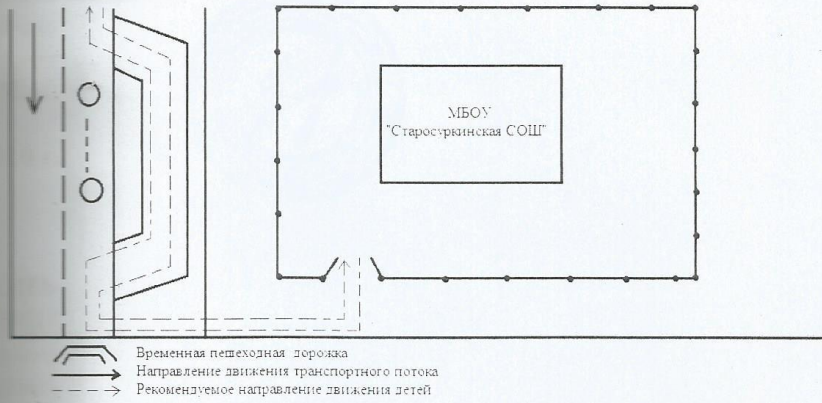 МБОУ
"Старосуркинская СОШ"
Временная пешеходная дорожка
Направление движения транспортного потока
Рекомендуемое направление движения детей